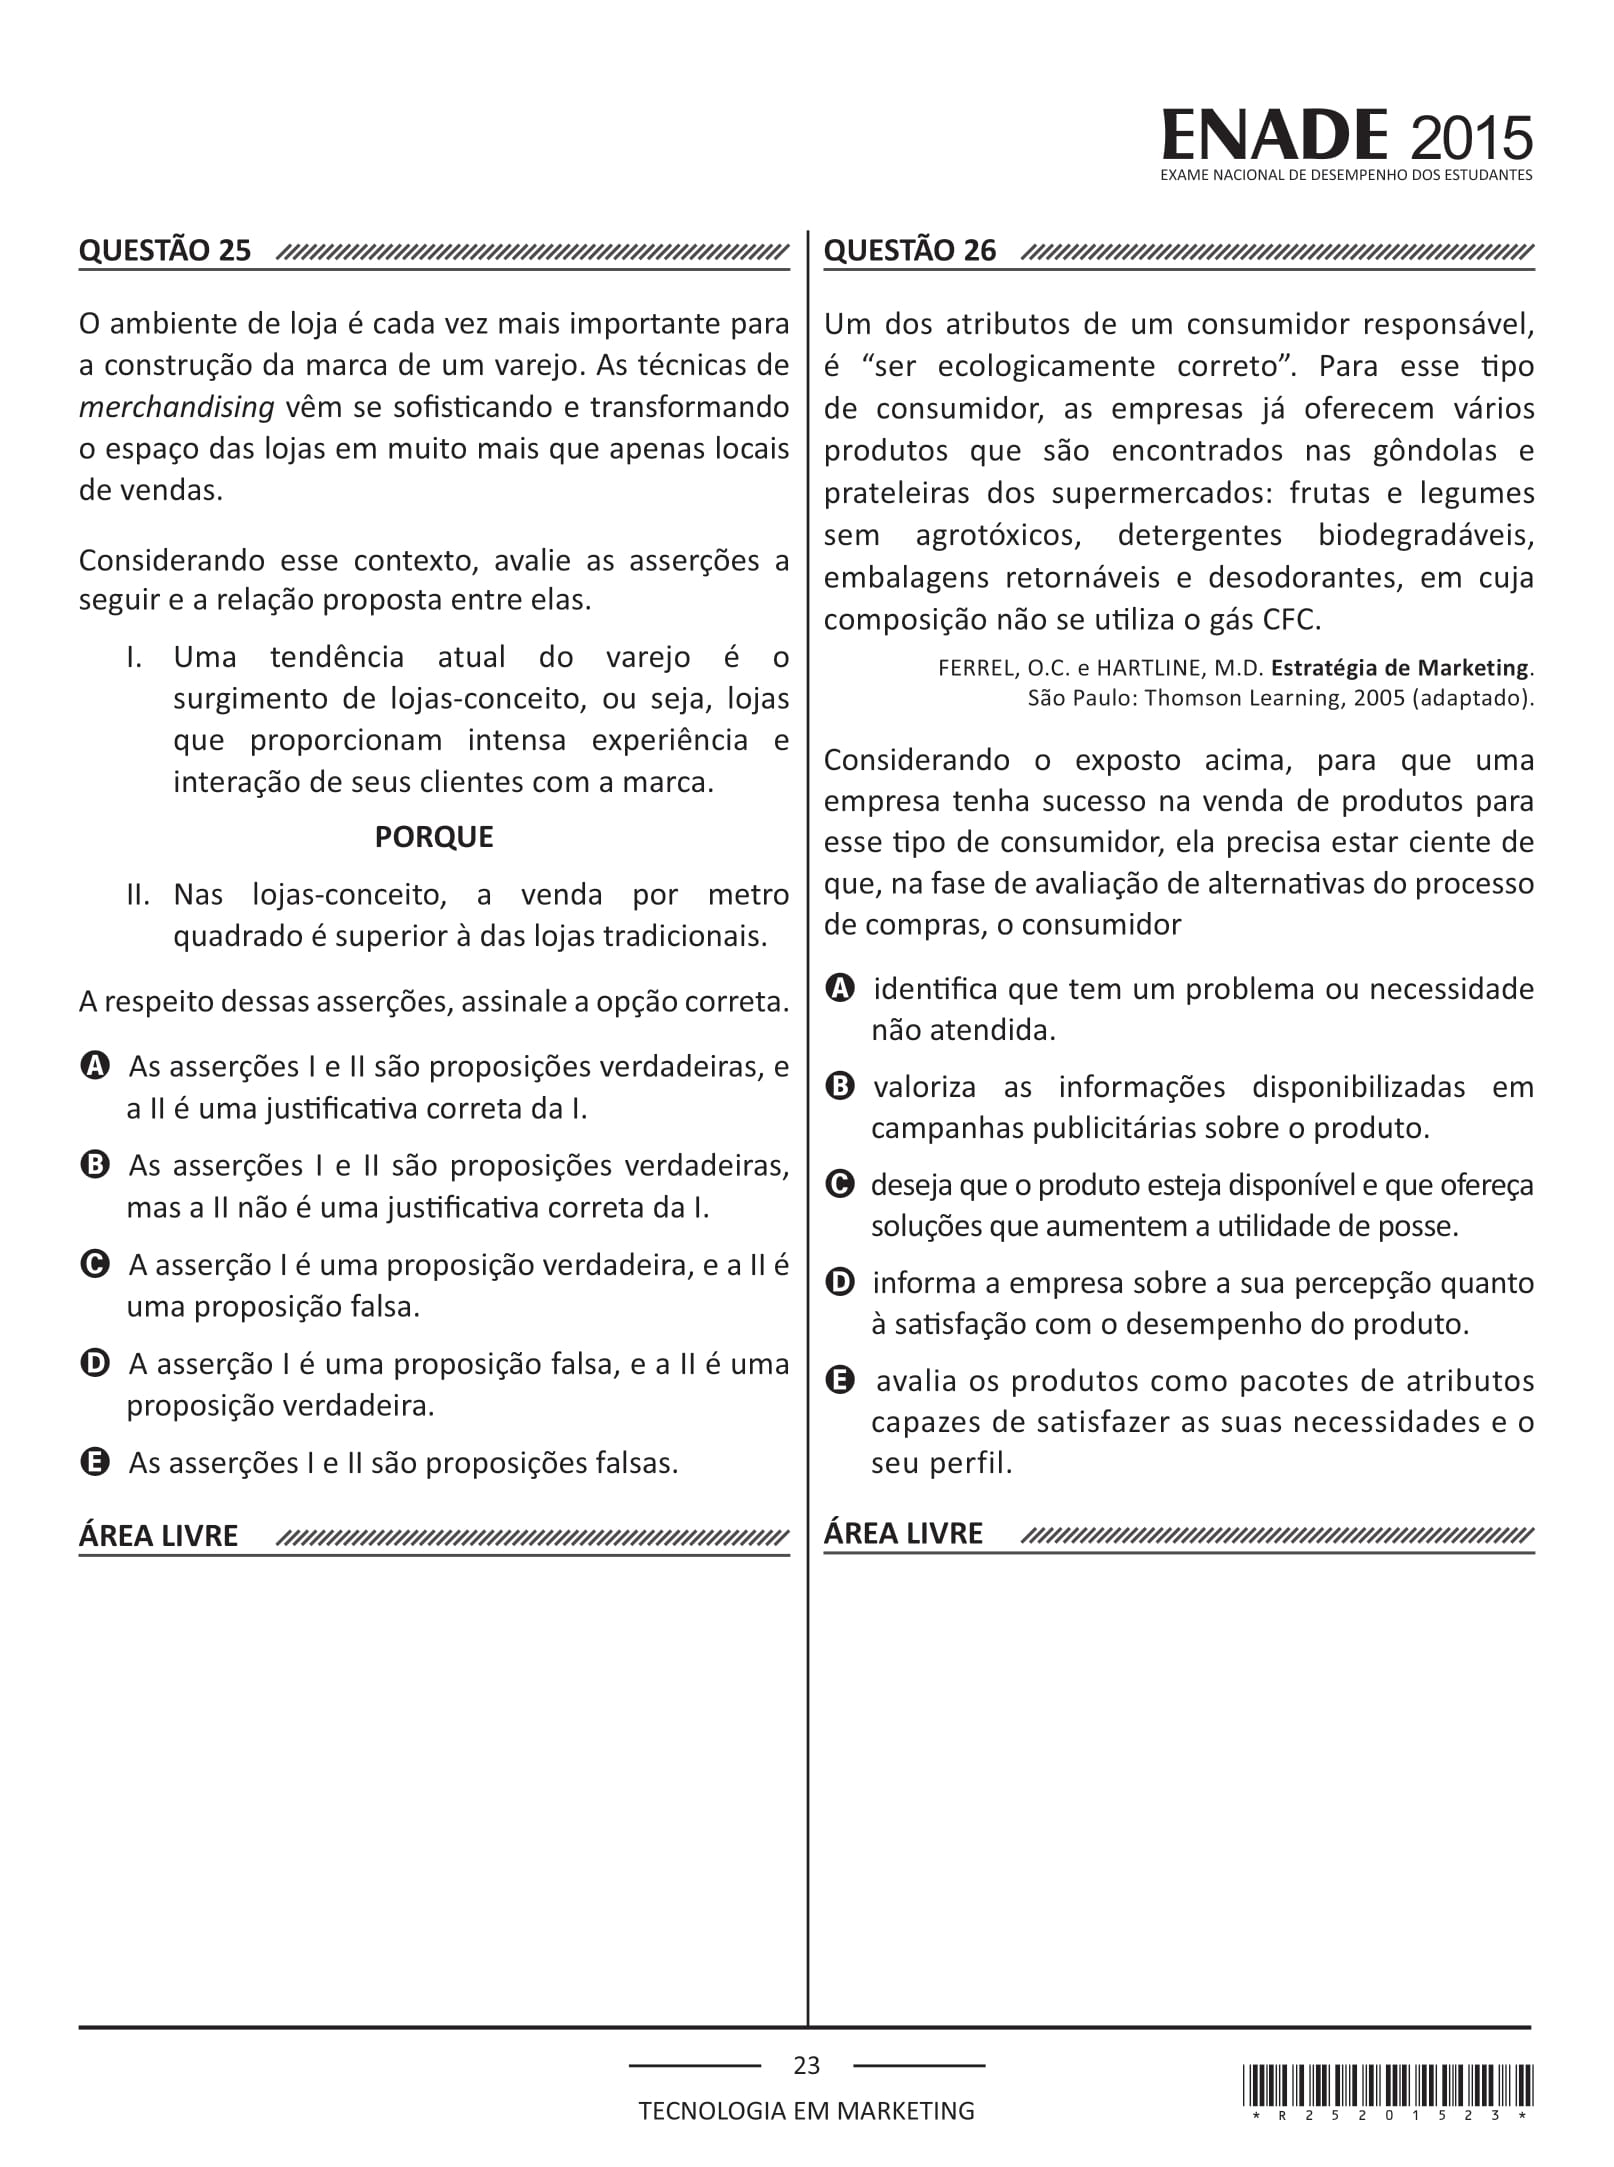 ENADE 2015
EXAME NACIONAL DE DESEMPENHO DOS ESTUDANTES
QUESTÃO 25
O ambiente de loja é cada vez mais importante para
a construção da marca de um varejo. As técnicas de
merchandising vêm se sofisticando e transformando
o espaço das lojas em muito mais que apenas locais
de vendas.
Considerando esse contexto, avalie as asserções a
seguir e a relação proposta entre elas.
I. Uma tendência atual do varejo é o
surgimento de lojas-conceito, ou seja, lojas
que proporcionam intensa experiência e
interação de seus clientes com a marca.
PORQUE
II. Nas lojas-conceito, a venda por metro
quadrado é superior à das lojas tradicionais.
A respeito dessas asserções, assinale a opção correta.
A As asserções I e II são proposições verdadeiras, e
a II é uma justificativa correta da I.
B As asserções I e II são proposições verdadeiras,
mas a II não é uma justificativa correta da I.
C A asserção I é uma proposição verdadeira, e a II é
uma proposição falsa.
D A asserção I é uma proposição falsa, e a II é uma
proposição verdadeira.
E As asserções I e II são proposições falsas.
ÁREA LIVRE
QUESTÃO 26
Um dos atributos de um consumidor responsável,
é “ser ecologicamente correto”. Para esse tipo
de consumidor, as empresas já oferecem vários
produtos que são encontrados nas gôndolas e
prateleiras dos supermercados: frutas e legumes
sem agrotóxicos, detergentes biodegradáveis,
embalagens retornáveis e desodorantes, em cuja
composição não se utiliza o gás CFC.
FERREL, O.C. e HARTLINE, M.D. Estratégia de Marketing.
São Paulo: Thomson Learning, 2005 (adaptado).
Considerando o exposto acima, para que uma
empresa tenha sucesso na venda de produtos para
esse tipo de consumidor, ela precisa estar ciente de
que, na fase de avaliação de alternativas do processo
de compras, o consumidor
A identifica que tem um problema ou necessidade
não atendida.
B valoriza as informações disponibilizadas em
campanhas publicitárias sobre o produto.
C deseja que o produto esteja disponível e que ofereça
soluções que aumentem a utilidade de posse.
D informa a empresa sobre a sua percepção quanto
à satisfação com o desempenho do produto.
E avalia os produtos como pacotes de atributos
capazes de satisfazer as suas necessidades e o
seu perfil.
ÁREA LIVRE
23
TECNOLOGIA EM MARKETING
*R25201523*